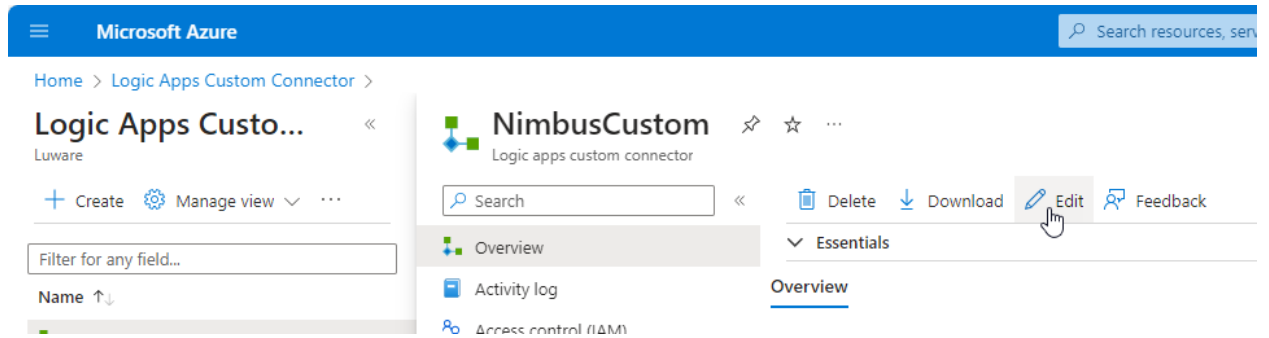 Microsoft Azure
Search resources, serv
Home > Logic Apps Custom Connector >
Logic Apps Custo... «
Luware
+ Create Manage view ...
Filter for any field...
Name ↑↓
NimbusCustom ...
Logic apps custom connector
Search «
Overview
Activity log
Access control (IAM)
Delete Download Edit Feedback
Essentials
Overview